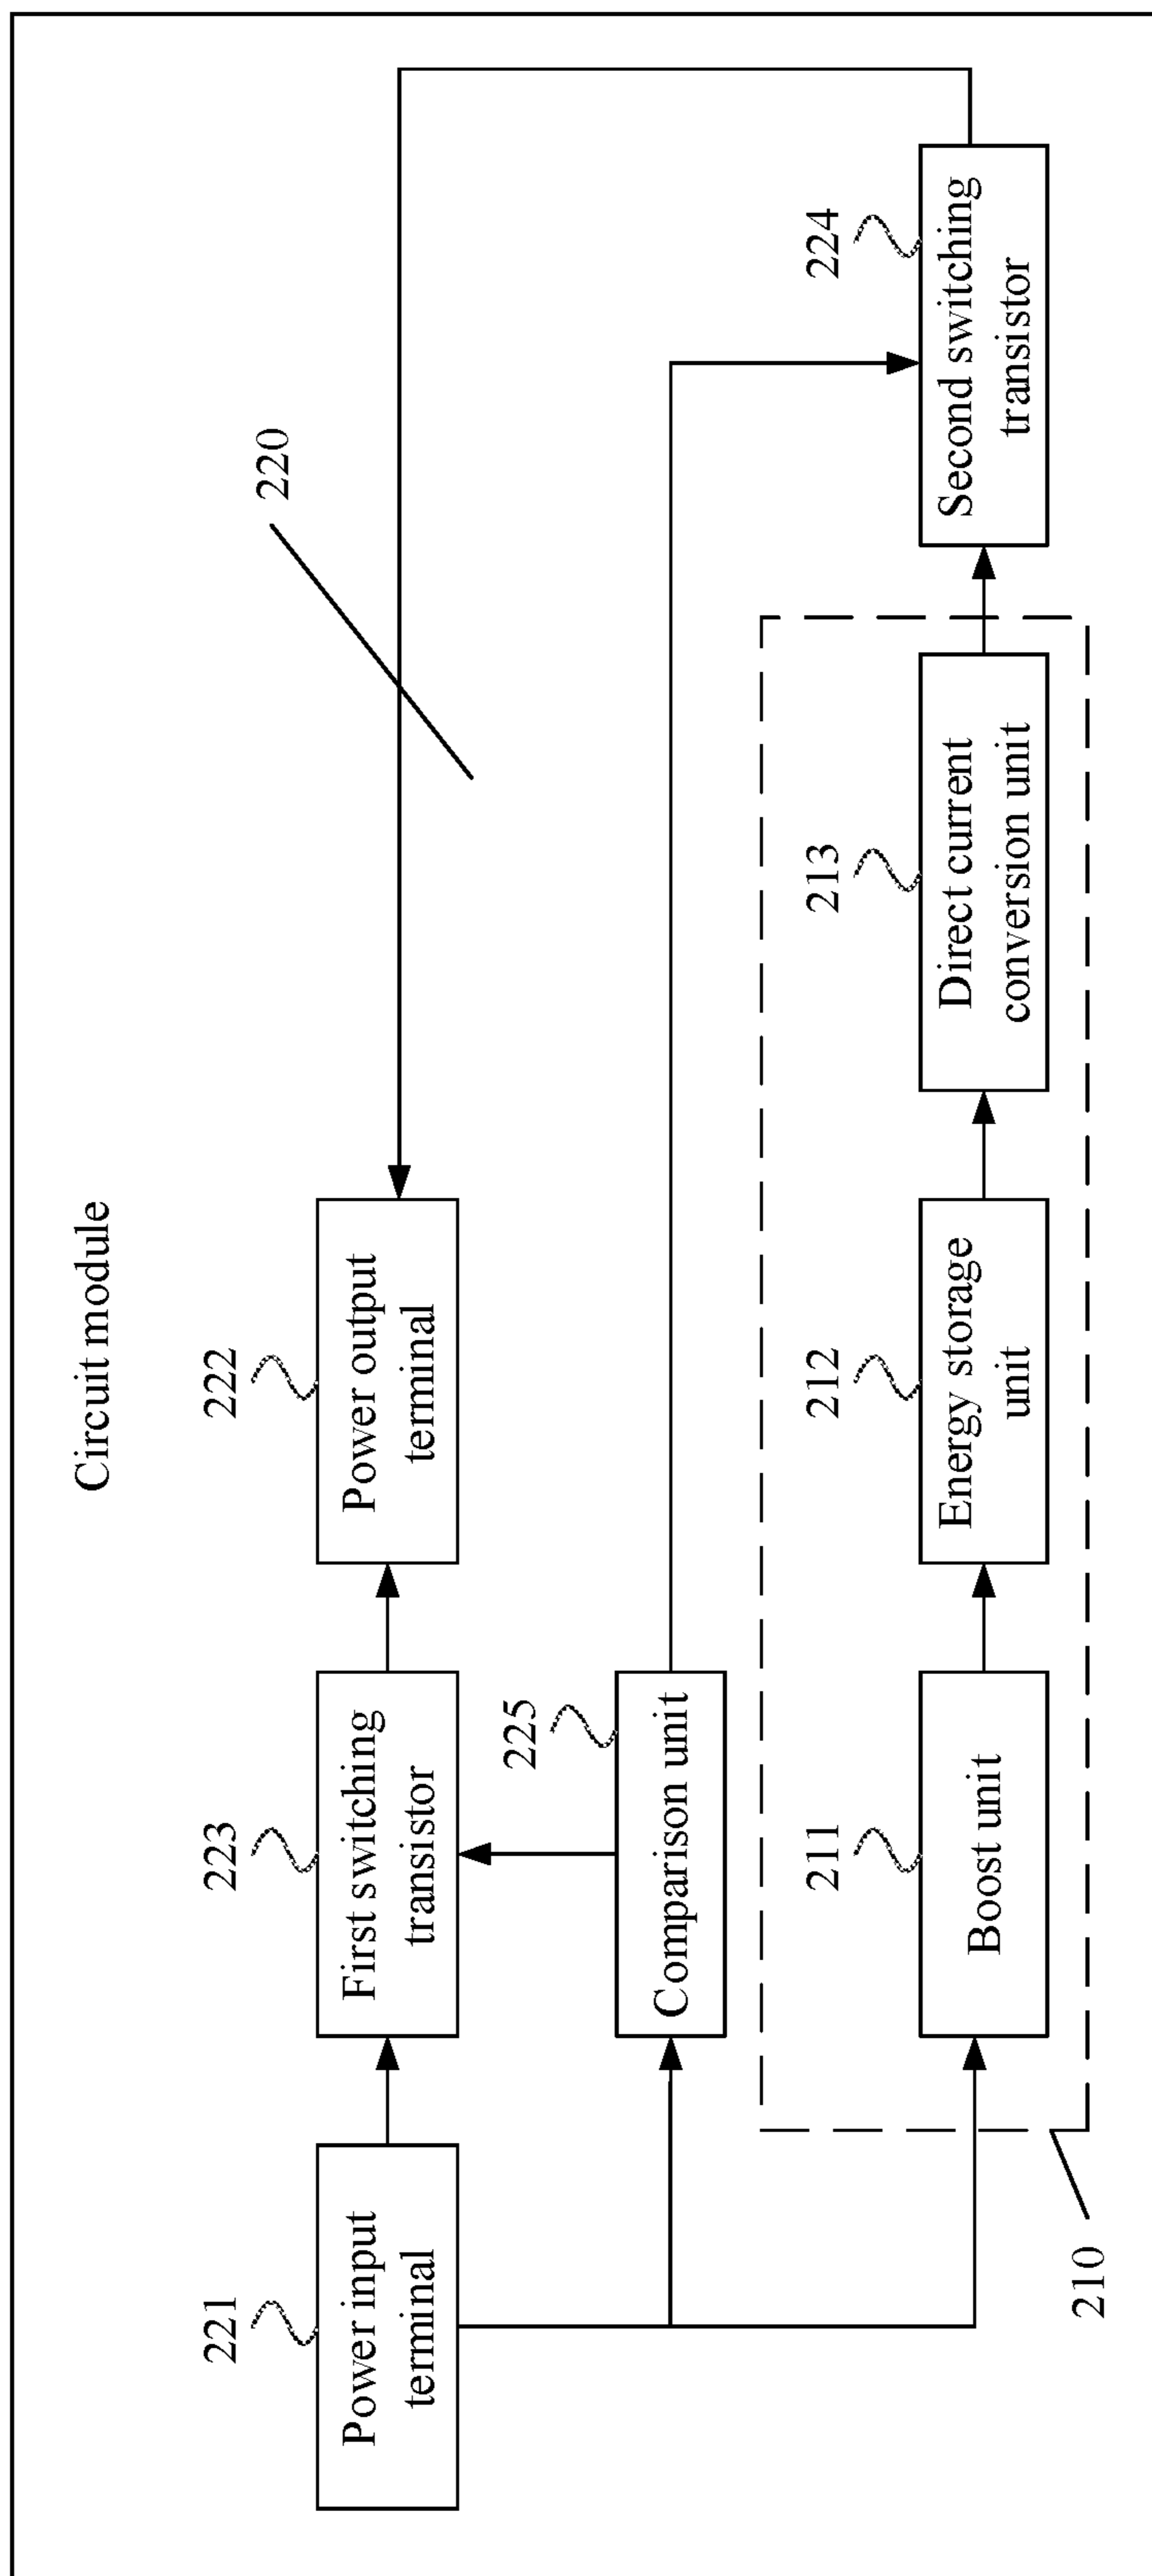 Circuit module
221
Power input
terminal
223
First switching
transistor
222
Power output
terminal
220
225
Comparison unit
210
211
Boost unit
212
Energy storage
unit
213
Direct current
conversion unit
224
Second switching
transistor